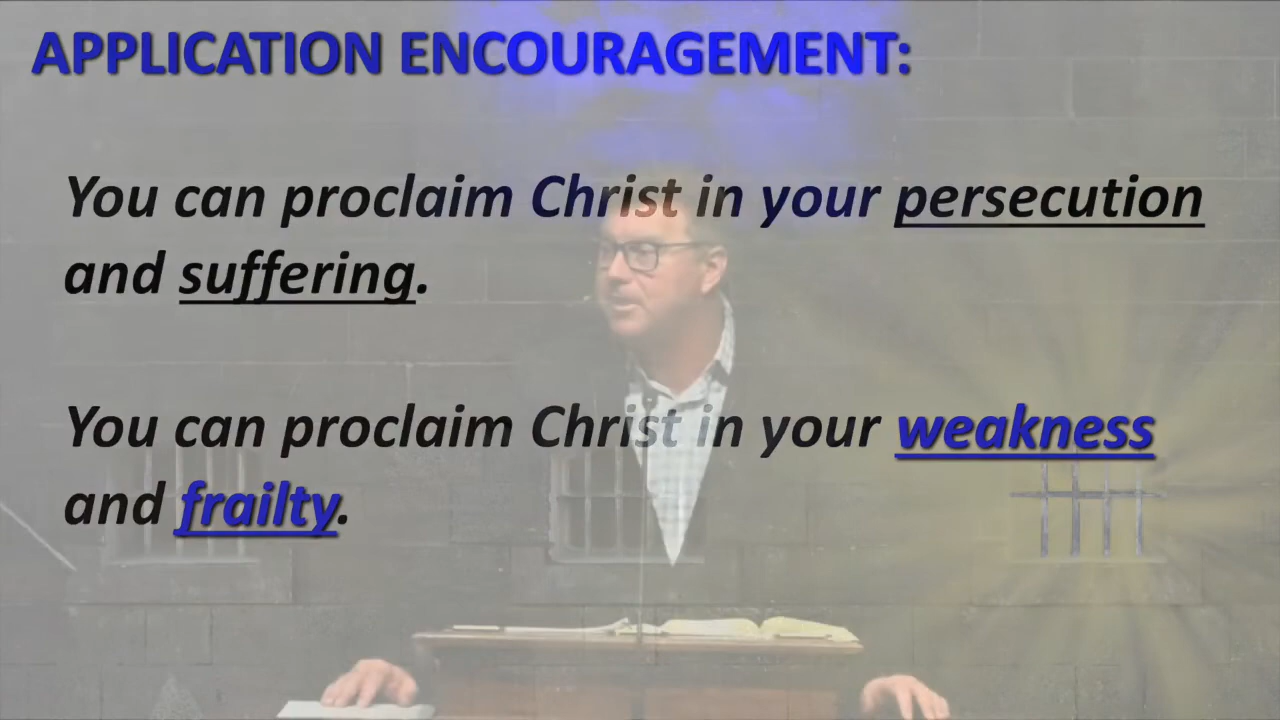 APPLICATION ENCOURAGEMENT:
You can proclaim Christ in your persecution
and suffering.
You can proclaim Christ in your weakness
and frailty.